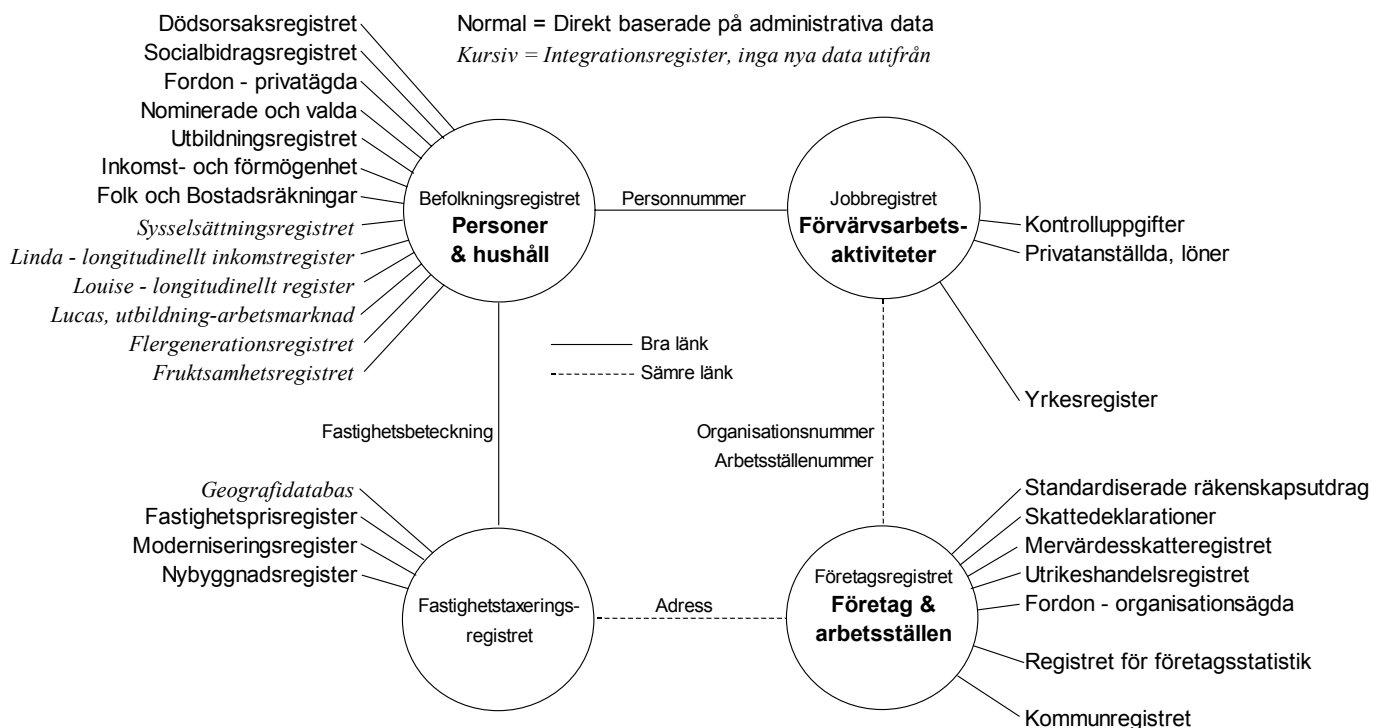 Dödsorsaksregistret
Socialbidragsregistret
Fordon - privatägda
Nominerade och valda
Utbildningsregistret
Inkomst- och förmögenhet
Folk och Bostadsräkningar
Sysselsättningsregistret
Linda - longitudinellt inkomstregister
Louise - longitudinellt register
Lucas, utbildning-arbetsmarknad
Flergenerationsregistret
Fruktsamhetsregistret
Normal = Direkt baserade på administrativa data
Kursiv = Integrationsregister, inga nya data utifrån
Befolkningsregistret
Personer
& hushåll
Personnummer
Jobbregistret
Förvärvsarbets-
aktiviteter
Kontrolluppgifter
Privatanställda, löner
Yrkesregister
Bra länk
Sämre länk
Fastighetsbeteckning
Organisationsnummer
Arbetsställenummer
Geografidatabas
Fastighetsprisregister
Moderniseringsregister
Nybyggnadsregister
Fastighetstaxerings-
registret
Adress
Företagsregistret
Företag &
arbetsställen
Standardiserade räkenskapsutdrag
Skattedeklarationer
Mervärdesskatteregistret
Utrikeshandelsregistret
Fordon - organisationsägda
Registret för företagsstatistik
Kommunregistret